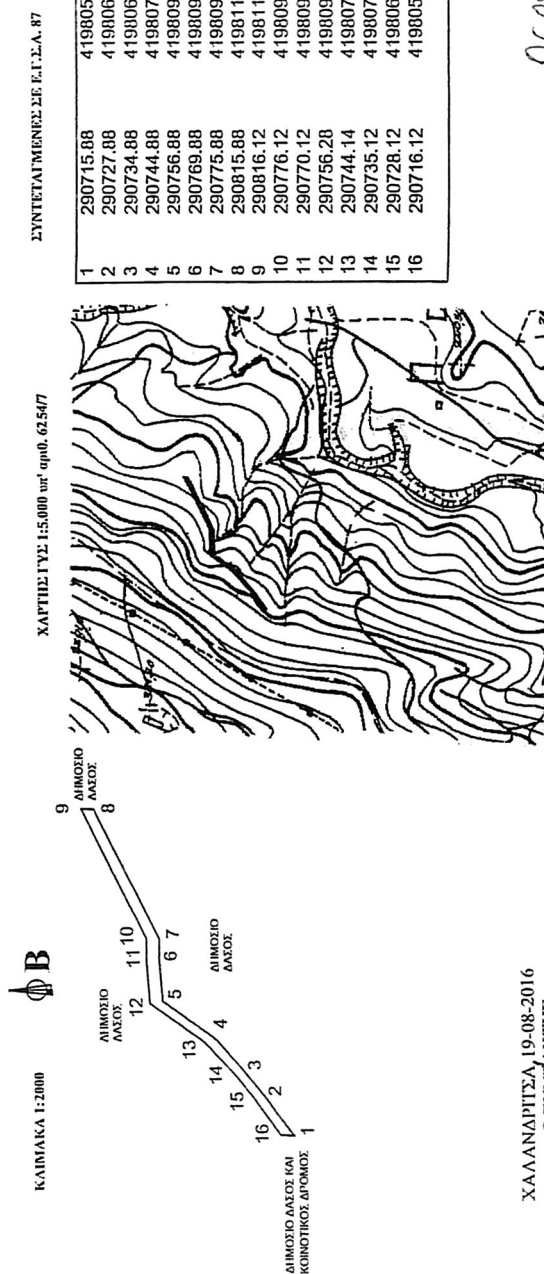 ΚΛΙΜΑΚΑ 1:2000
Β
ΔΗΜΟΣΙΟ
ΔΑΣΟΣ
9
8
11 10
12
7
6
5
ΔΗΜΟΣΙΟ
ΔΑΣΟΣ
ΔΗΜΟΣΙΟ
ΔΑΣΟΣ
13
4
14
3
15
2
16
1
ΔΗΜΟΣΙΟ ΔΑΣΟΣ ΚΑΙ
ΚΟΙΝΟΤΙΚΟΣ ΔΡΟΜΟΣ
ΧΑΛΑΝΔΡΙΤΣΑ, 19-08-2016
ΧΑΡΤΗΣ ΓΥΣ 1:5.000 υπ' αριθ. 6254/7
ΣΥΝΤΕΤΑΓΜΕΝΕΣ ΣΕ Ε.Γ.Σ.Α. 87
1 290715.88 419805
2 290727.88 419806
3 290734.88 419806
4 290744.88 419807
5 290756.88 419809
6 290769.88 419809
7 290775.88 419809
8 290815.88 419811
9 290816.12 419811
10 290776.12 419809
11 290770.12 419809
12 290756.28 419809
13 290744.14 419807
14 290735.12 419807
15 290728.12 419806
16 290716.12 419805